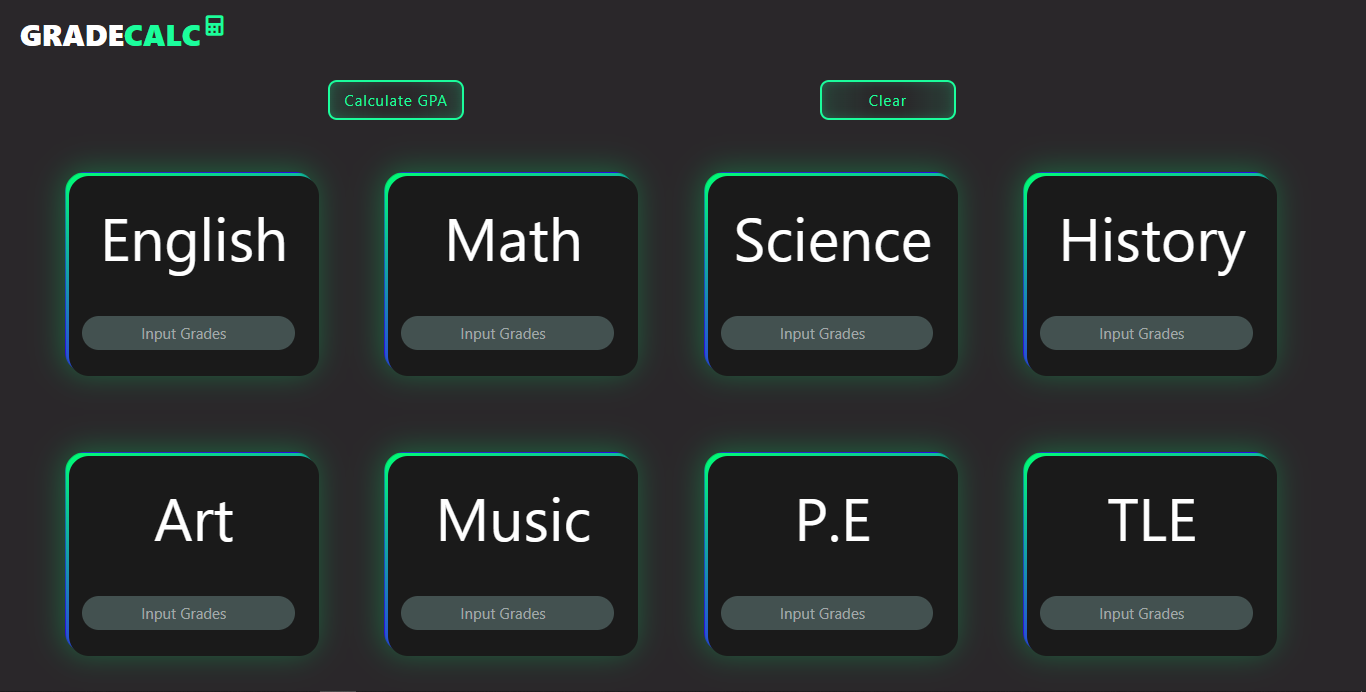 GRADECALC
Calculate GPA
Clear
English
Math
Science
History
Input Grades
Input Grades
Input Grades
Input Grades
Art
Music
P.E
TLE
Input Grades
Input Grades
Input Grades
Input Grades